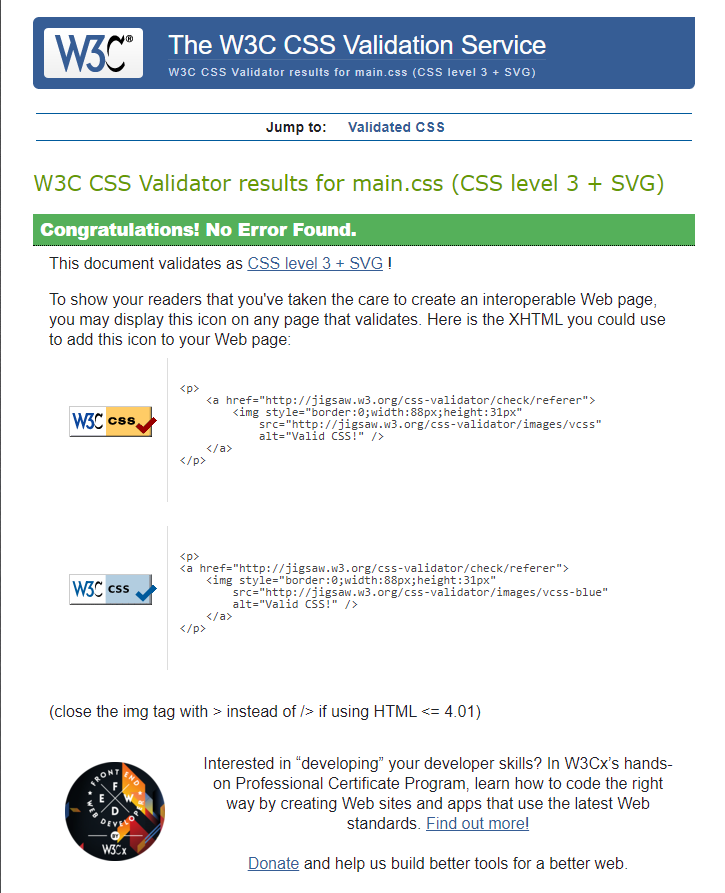 W3C®
The W3C CSS Validation Service
W3C CSS Validator results for main.css (CSS level 3 + SVG)
Jump to: Validated CSS
W3C CSS Validator results for main.css (CSS level 3 + SVG)
Congratulations! No Error Found.
This document validates as CSS level 3 + SVG !
To show your readers that you've taken the care to create an interoperable Web page,
you may display this icon on any page that validates. Here is the XHTML you could use
to add this icon to your Web page:
W3C css
<p>
    <a href="http://jigsaw.w3.org/css-validator/check/referer">
        <img style="border:0;width:88px;height:31px"
            src="http://jigsaw.w3.org/css-validator/images/vcss"
            alt="Valid CSS!" />
    </a>
</p>
W3C css
<p>
<a href="http://jigsaw.w3.org/css-validator/check/referer">
    <img style="border:0;width:88px;height:31px"
        src="http://jigsaw.w3.org/css-validator/images/vcss-blue"
        alt="Valid CSS!" />
    </a>
</p>
(close the img tag with > instead of /> if using HTML <= 4.01)
FRONT END
F
E W
D
WEB DEVELOPER
BY
W3Cx
Interested in “developing” your developer skills? In W3Cx’s hands-
on Professional Certificate Program, learn how to code the right
way by creating Web sites and apps that use the latest Web
standards. Find out more!
Donate and help us build better tools for a better web.